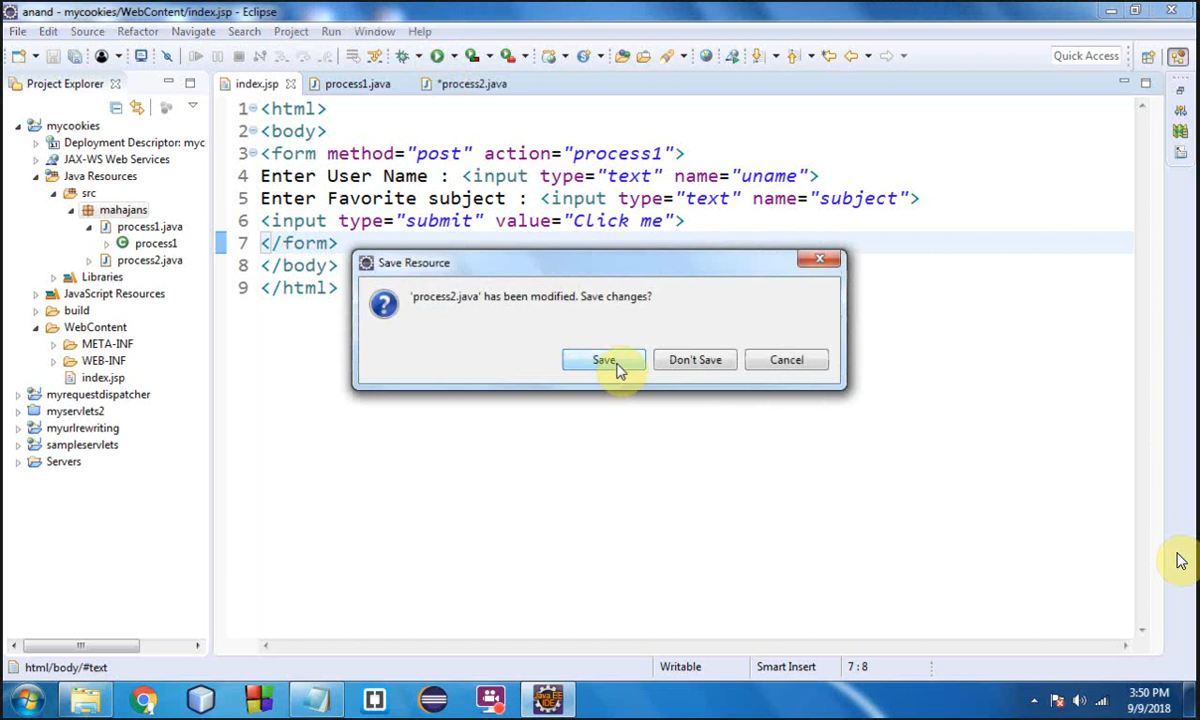 anand - mycookies/WebContent/index.jsp - Eclipse
File Edit Source Refactor Navigate Search Project Run Window Help
Quick Access
Project Explorer
index.jsp process1.java *process2.java
mycookies
Deployment Descriptor: myc
JAX-WS Web Services
Java Resources
src
mahajans
process1.java
process1
process2.java
Libraries
JavaScript Resources
build
WebContent
META-INF
WEB-INF
index.jsp
myrequestdispatcher
myservlets2
myurlrewriting
sampleservlets
Servers
1 <html>
2 <body>
3 <form method="post" action="process1">
4 Enter User Name : <input type="text" name="uname">
5 Enter Favorite subject : <input type="text" name="subject">
6 <input type="submit" value="Click me">
7 </form>
8 </body>
9 </html>
Save Resource
'process2.java' has been modified. Save changes?
Save Don't Save Cancel
html/body/#text Writable Smart Insert 7 : 8
3:50 PM
9/9/2018